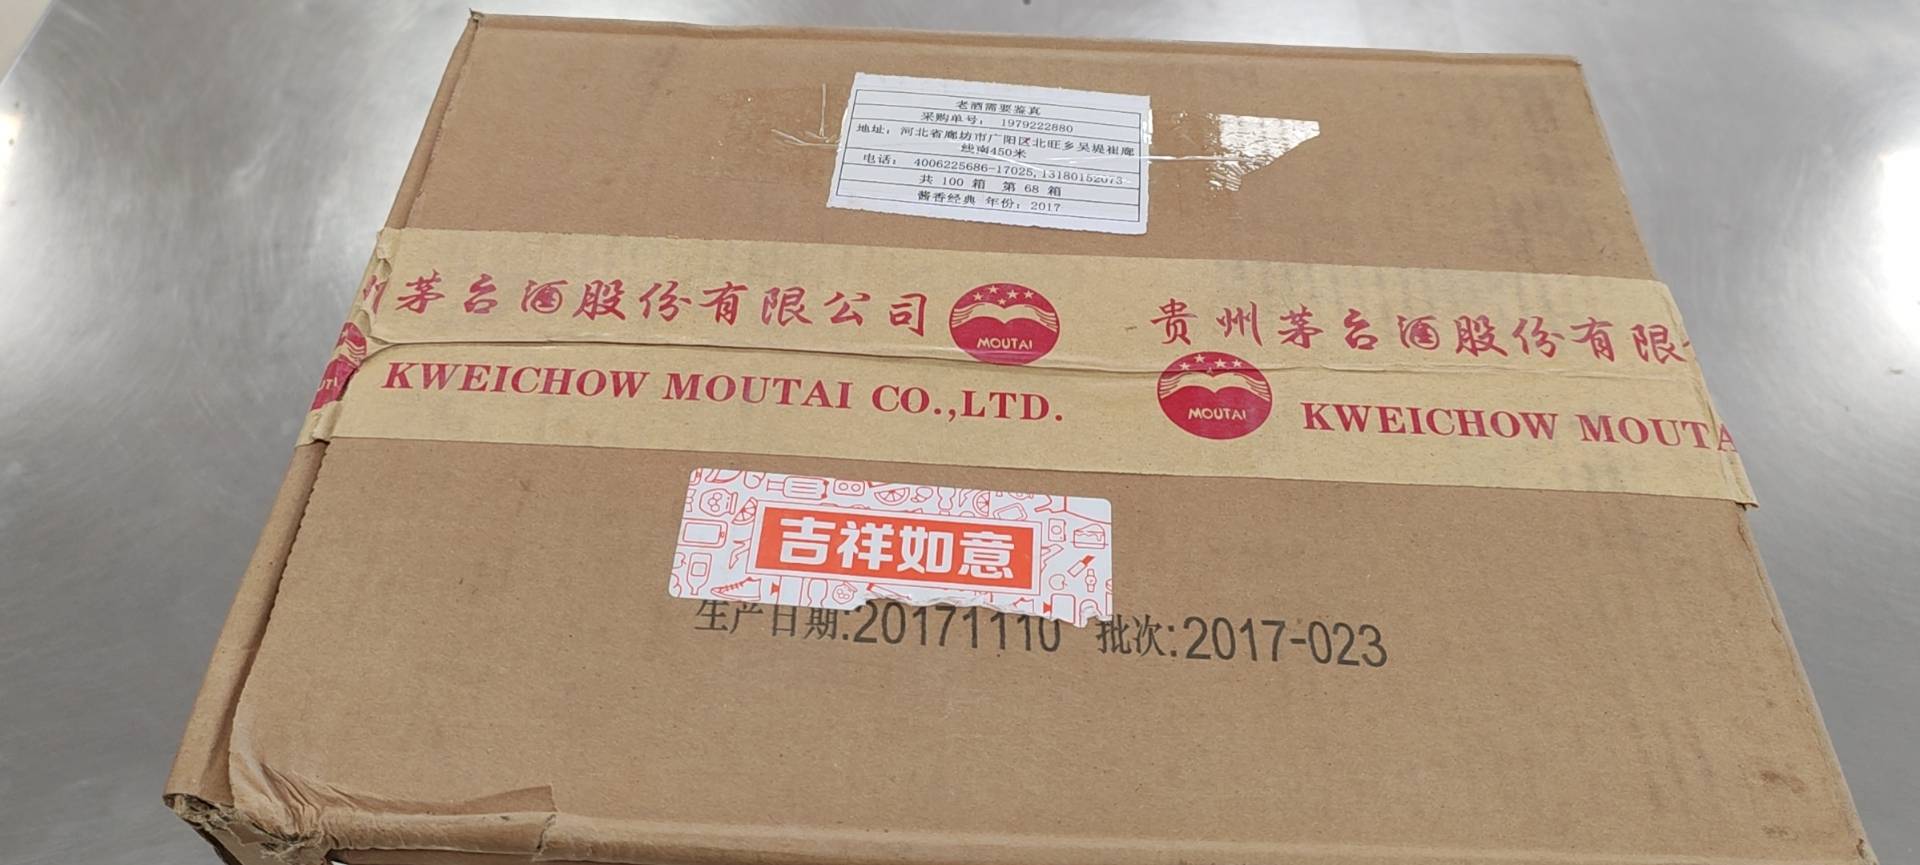 老酒需要鉴真
采购单号: 1979222880
地址: 河北省廊坊市广阳区北旺乡吴堤崔廊
线南450米
电话: 4006225686-17025, 13180152073
共 100 箱 第 68 箱
酱香经典 年份: 2017
州茅台酒股份有限公司 MOUTAI 贵州茅台酒股份有限
KWEICHOW MOUTAI CO.,LTD. MOUTAI KWEICHOW MOUTA
吉祥如意
生产日期:20171110 批次:2017-023